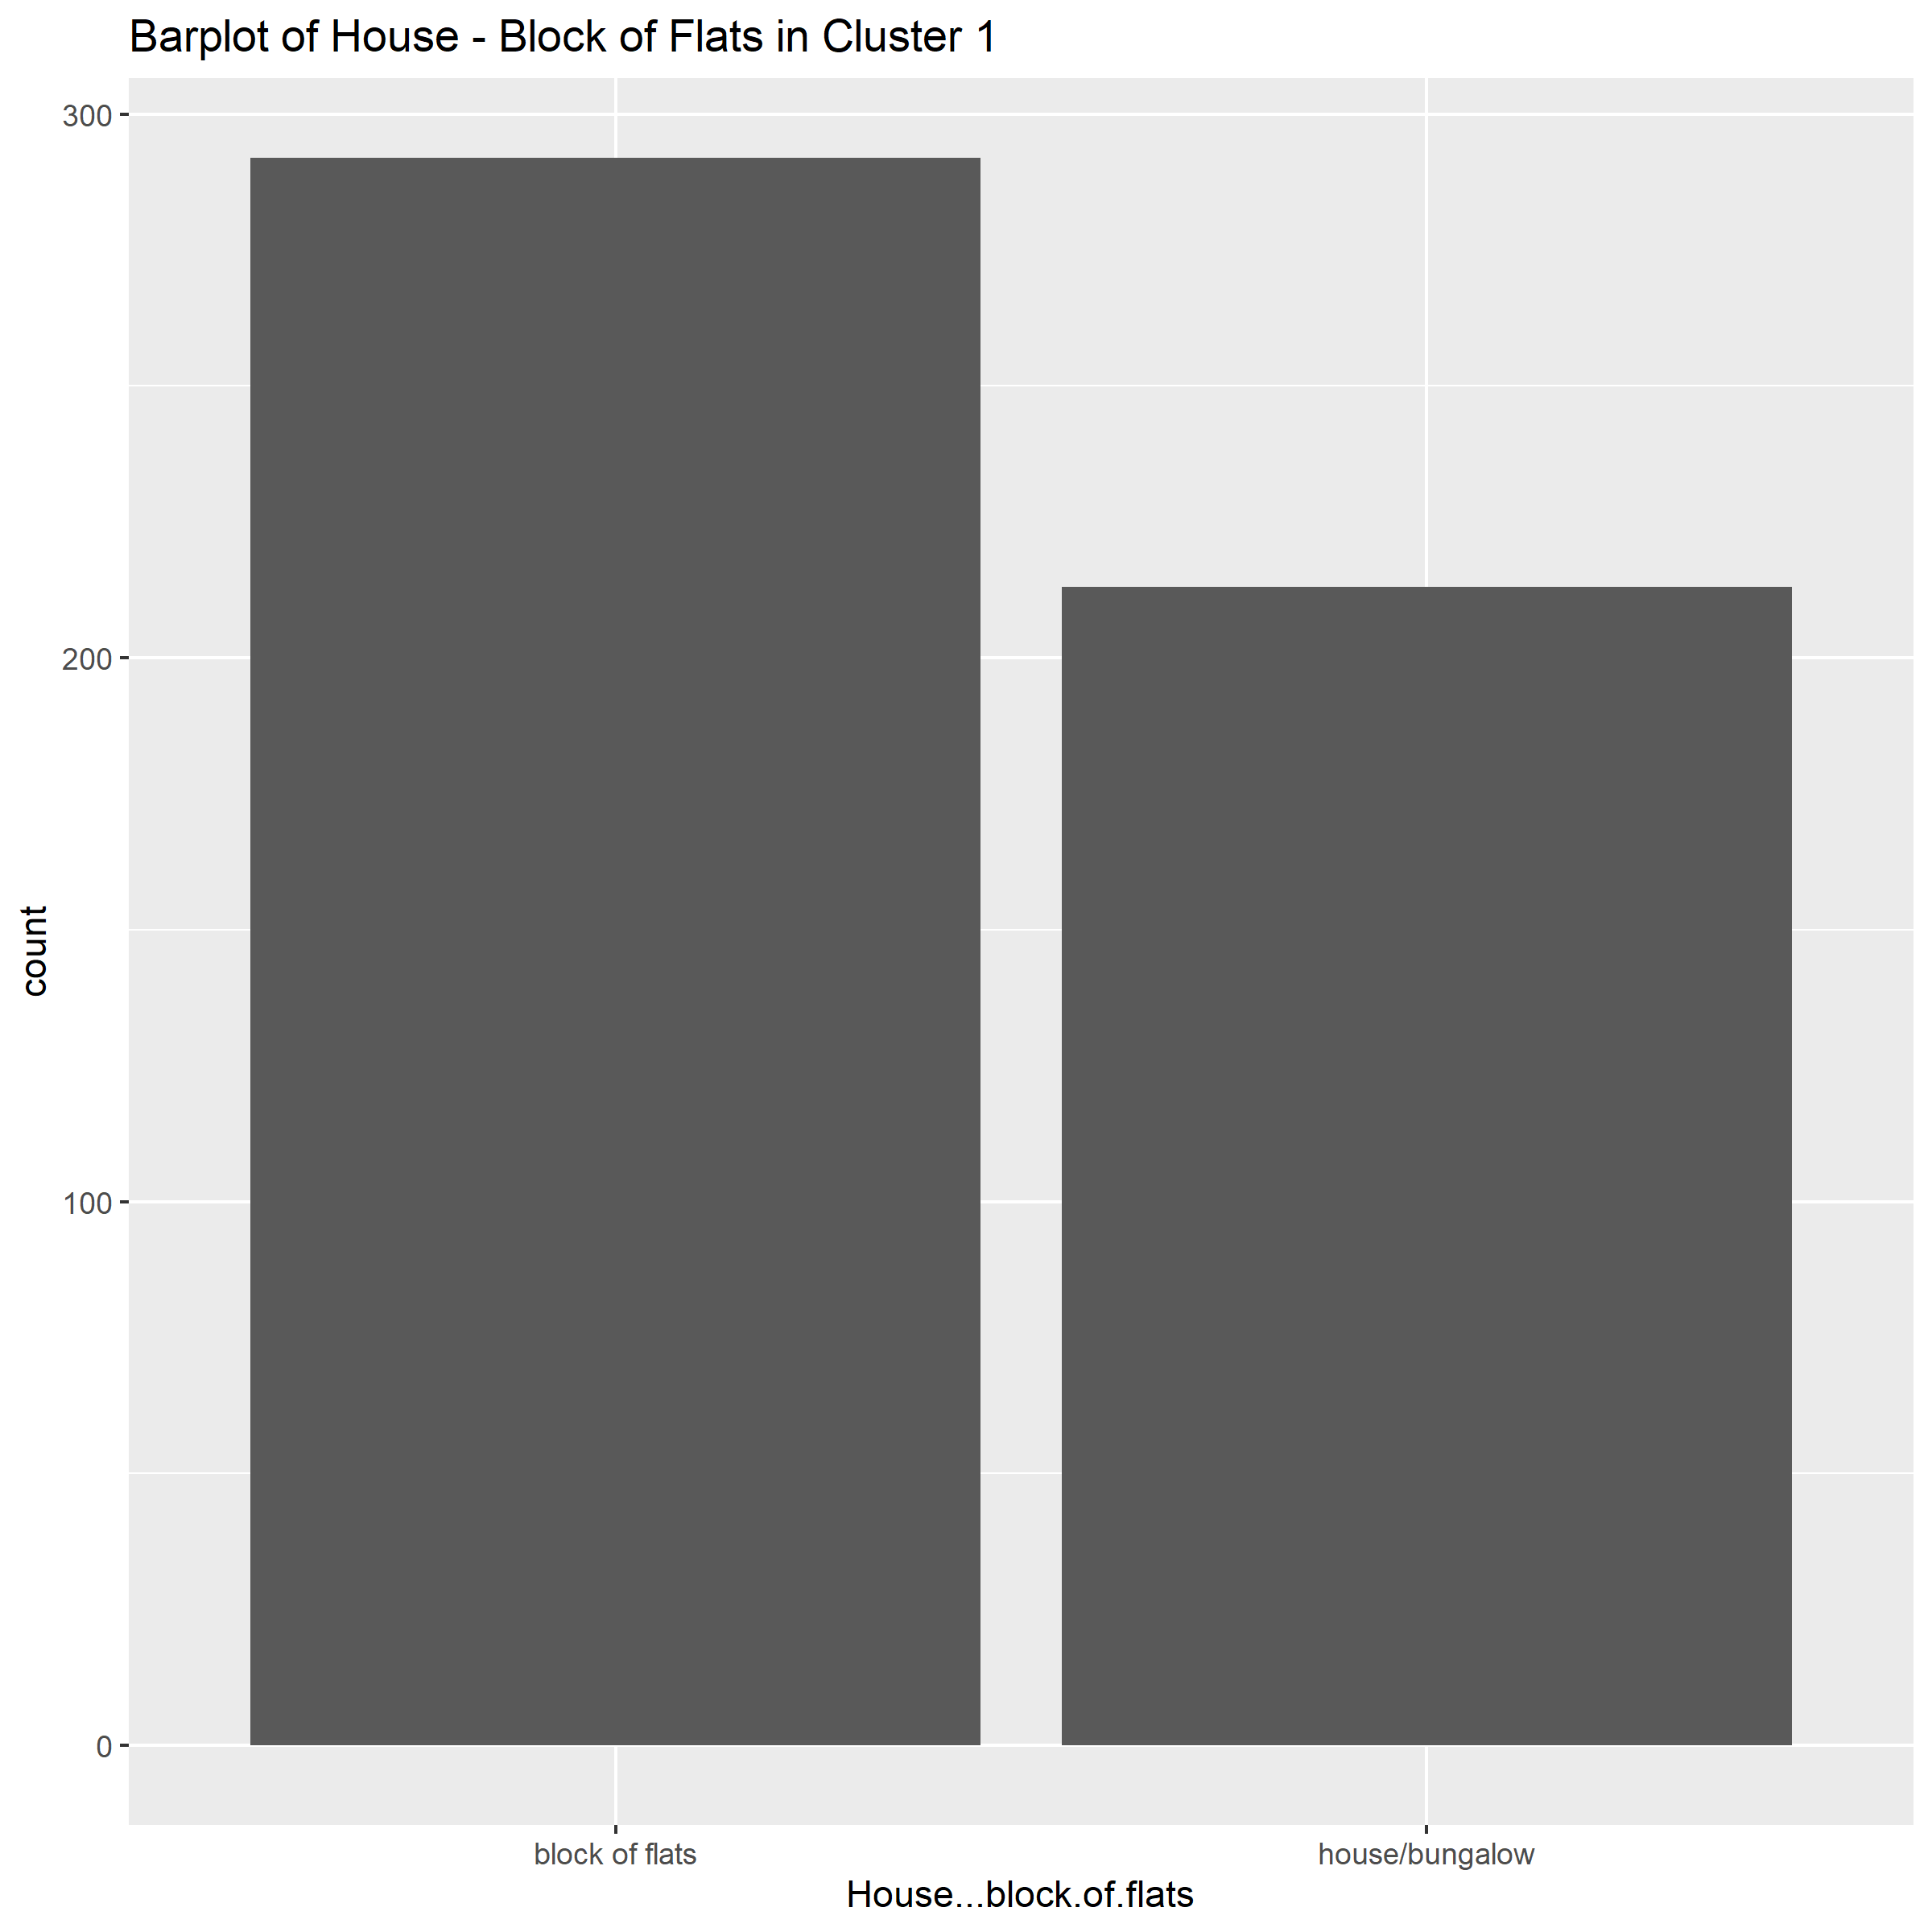 Barplot of House - Block of Flats in Cluster 1
300
200
100
0
count
block of flats
house/bungalow
House...block.of.flats